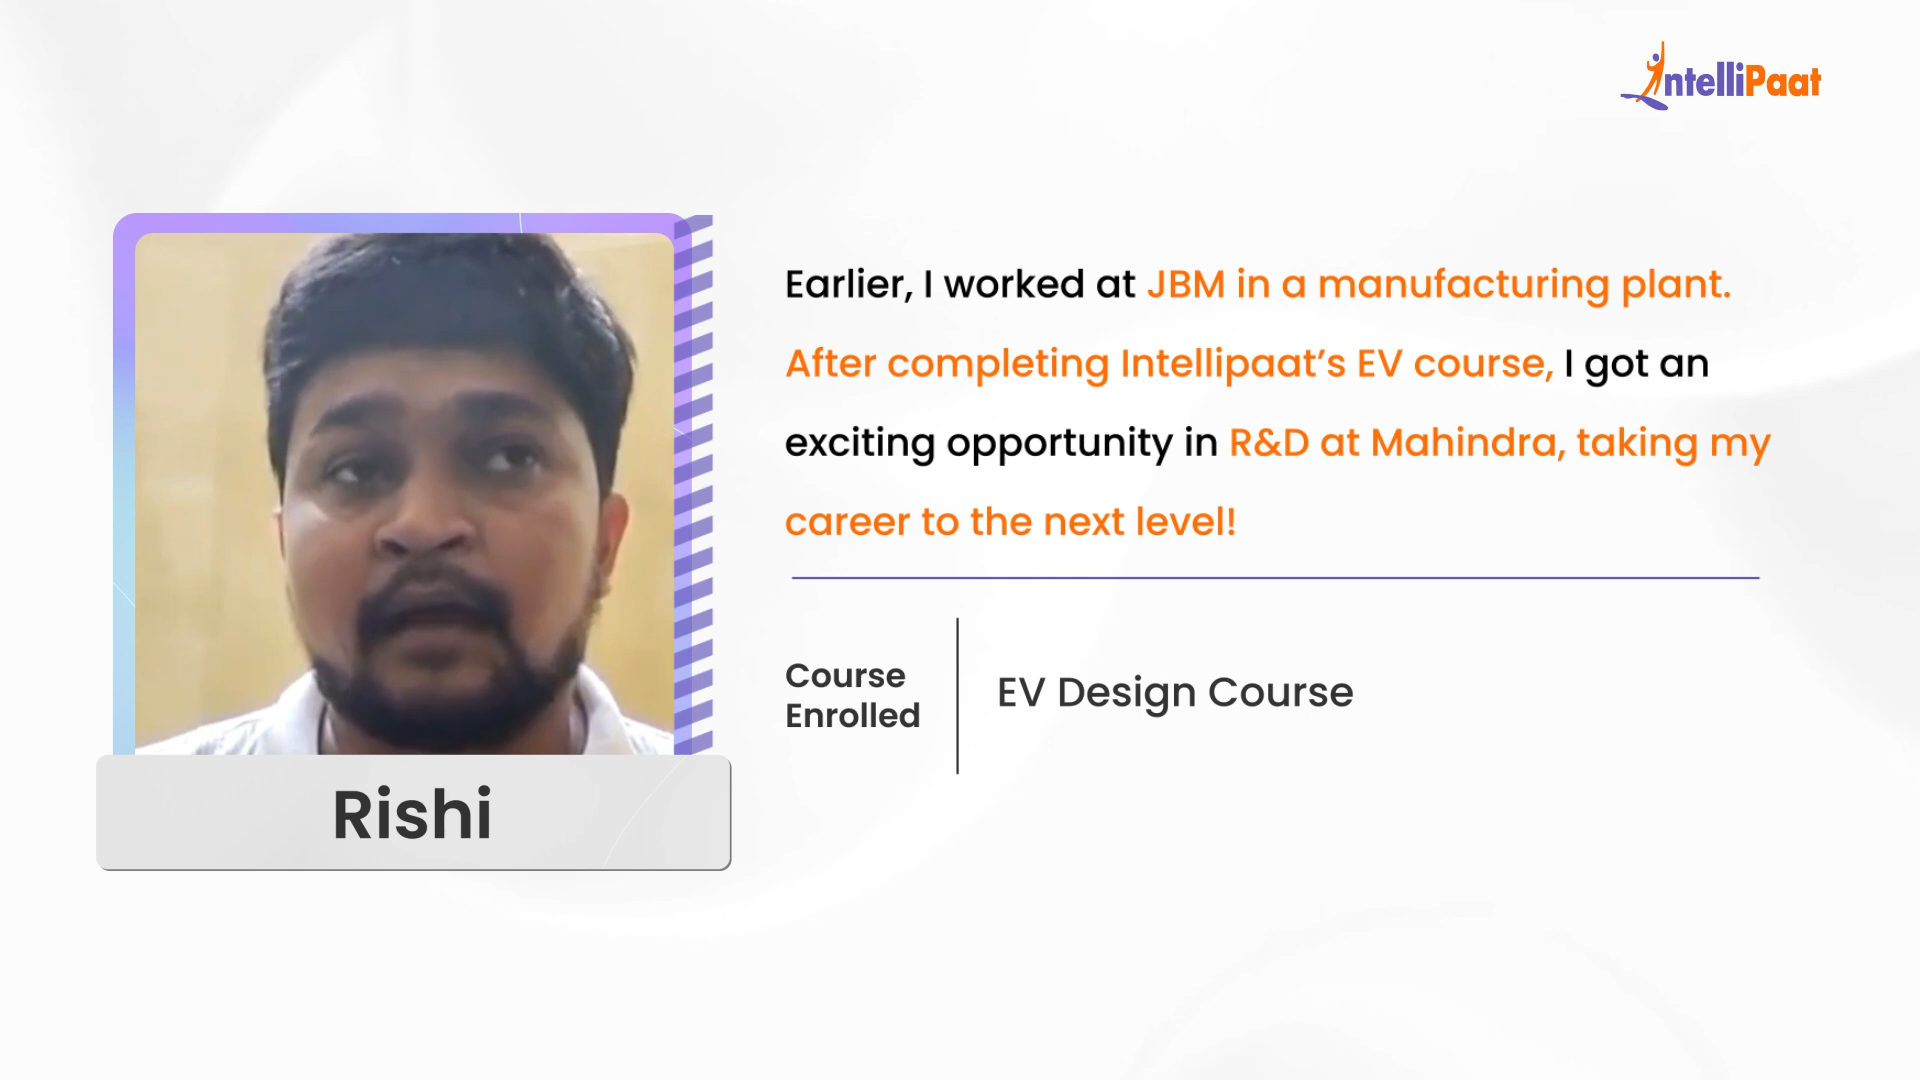 IntelliPaat
Earlier, I worked at JBM in a manufacturing plant.
After completing Intellipaat’s EV course, I got an
exciting opportunity in R&D at Mahindra, taking my
career to the next level!
Course
Enrolled
EV Design Course
Rishi